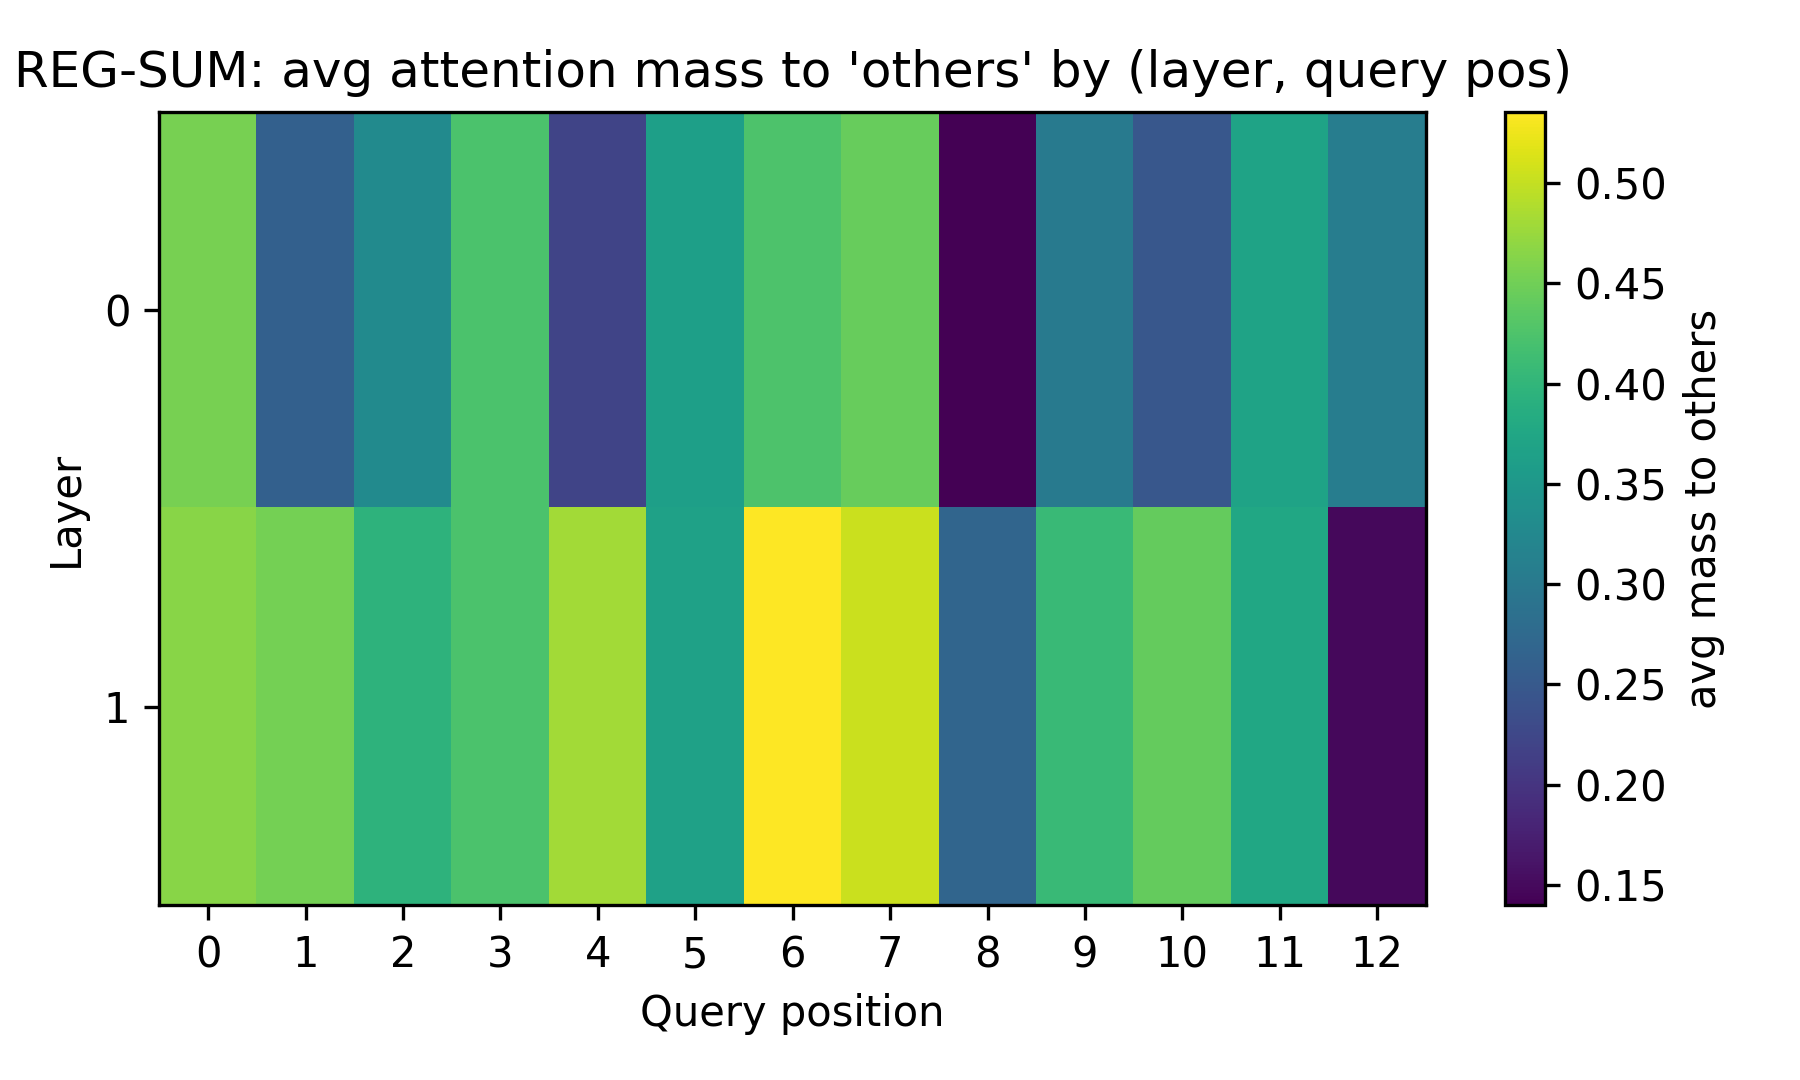 REG-SUM: avg attention mass to 'others' by (layer, query pos)
Layer
0
1
0 1 2 3 4 5 6 7 8 9 10 11 12
Query position
0.50
0.45
0.40
0.35
0.30
0.25
0.20
0.15
avg mass to others